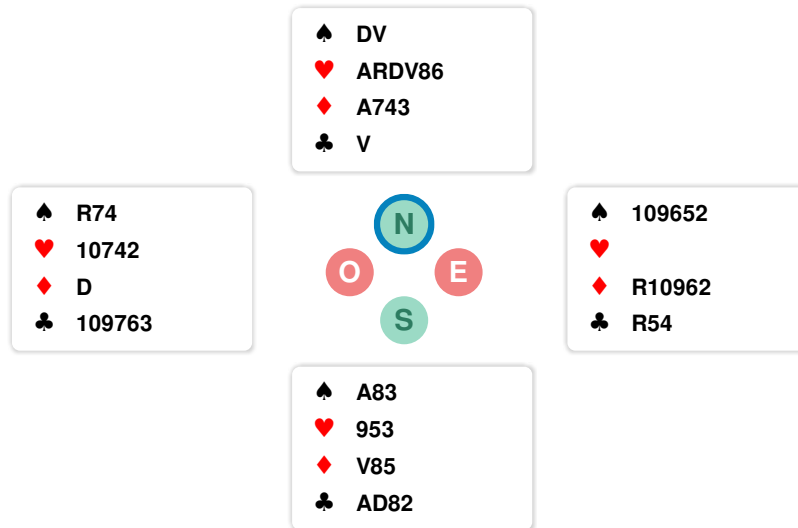 ♠ DV
♥ ARDV86
♦ A743
♣ V
♠ R74
♥ 10742
♦ D
♣ 109763
N
O E
S
♠ 109652
♥
♦ R10962
♣ R54
♠ A83
♥ 953
♦ V85
♣ AD82